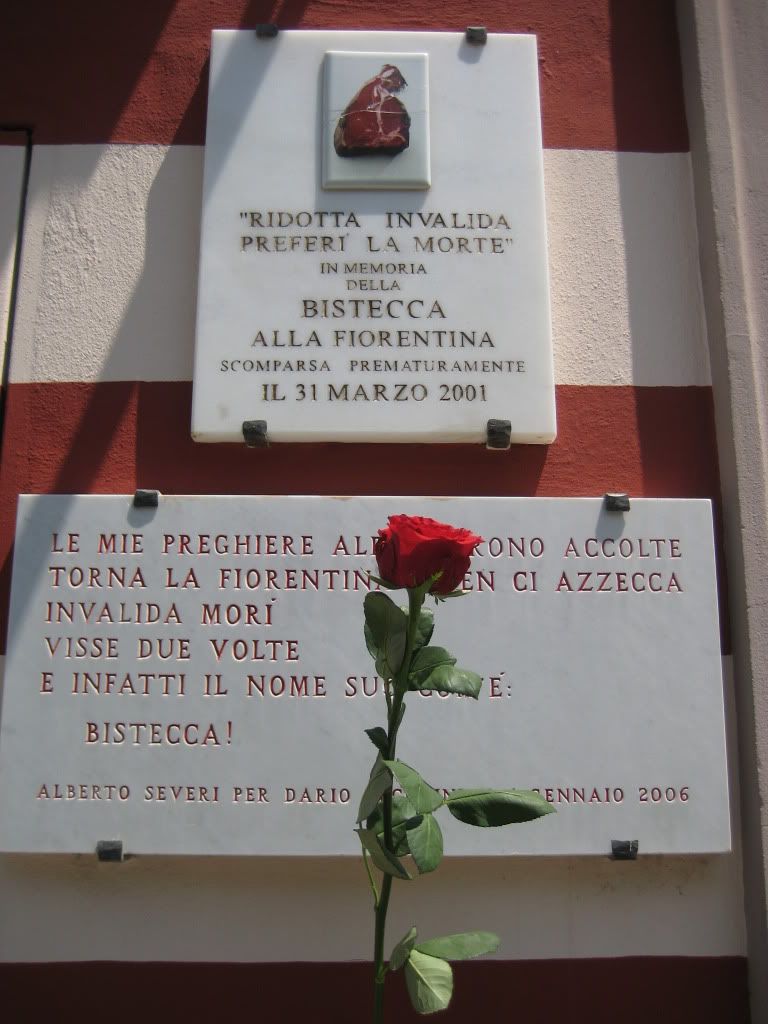 "RIDOTTA INVALIDA
PREFERÌ LA MORTE"
IN MEMORIA
DELLA
BISTECCA
ALLA FIORENTINA
SCOMPARSA PREMATURAMENTE
IL 31 MARZO 2001
LE MIE PREGHIERE ACCOLTE
TORNA LA CI AZZECCA
INVALIDA MORÍ
VISSE DUE VOLTE
E INFATTI IL NOME É:
BISTECCA!
ALBERTO SEVERI PER DARIO GENNAIO 2006